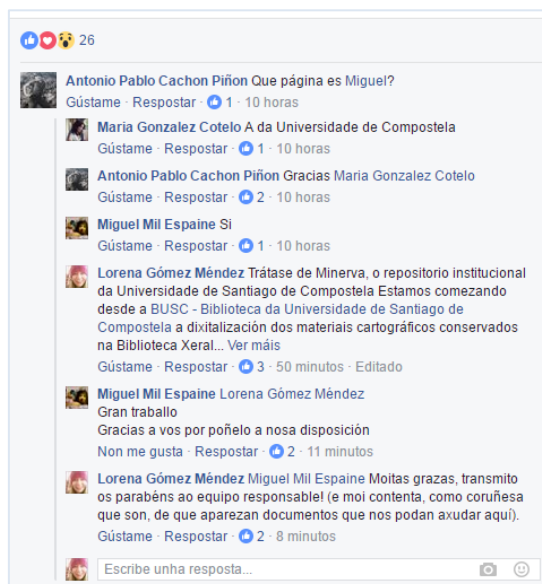 26
Antonio Pablo Cachon Piñon Que página es Miguel?
Gústame · Respostar · 1 · 10 horas
Maria Gonzalez Cotelo A da Universidade de Compostela
Gústame · Respostar · 1 · 10 horas
Antonio Pablo Cachon Piñon Gracias Maria Gonzalez Cotelo
Gústame · Respostar · 2 · 10 horas
Miguel Mil Espaine Si
Gústame · Respostar · 1 · 10 horas
Lorena Gómez Méndez Trátase de Minerva, o repositorio institucional
da Universidade de Santiago de Compostela Estamos comezando
desde a BUSC - Biblioteca da Universidade de Santiago de
Compostela a dixitalización dos materiais cartográficos conservados
na Biblioteca Xeral... Ver máis
Gústame · Respostar · 3 · 50 minutos · Editado
Miguel Mil Espaine Lorena Gómez Méndez
Gran traballo
Gracias a vos por poñelo a nosa disposición
Non me gusta · Respostar · 2 · 11 minutos
Lorena Gómez Méndez Miguel Mil Espaine Moitas grazas, transmito
os parabéns ao equipo responsable! (e moi contenta, como coruñesa
que son, de que aparezan documentos que nos podan axudar aquí).
Gústame · Respostar · 2 · 8 minutos
Escribe unha resposta...